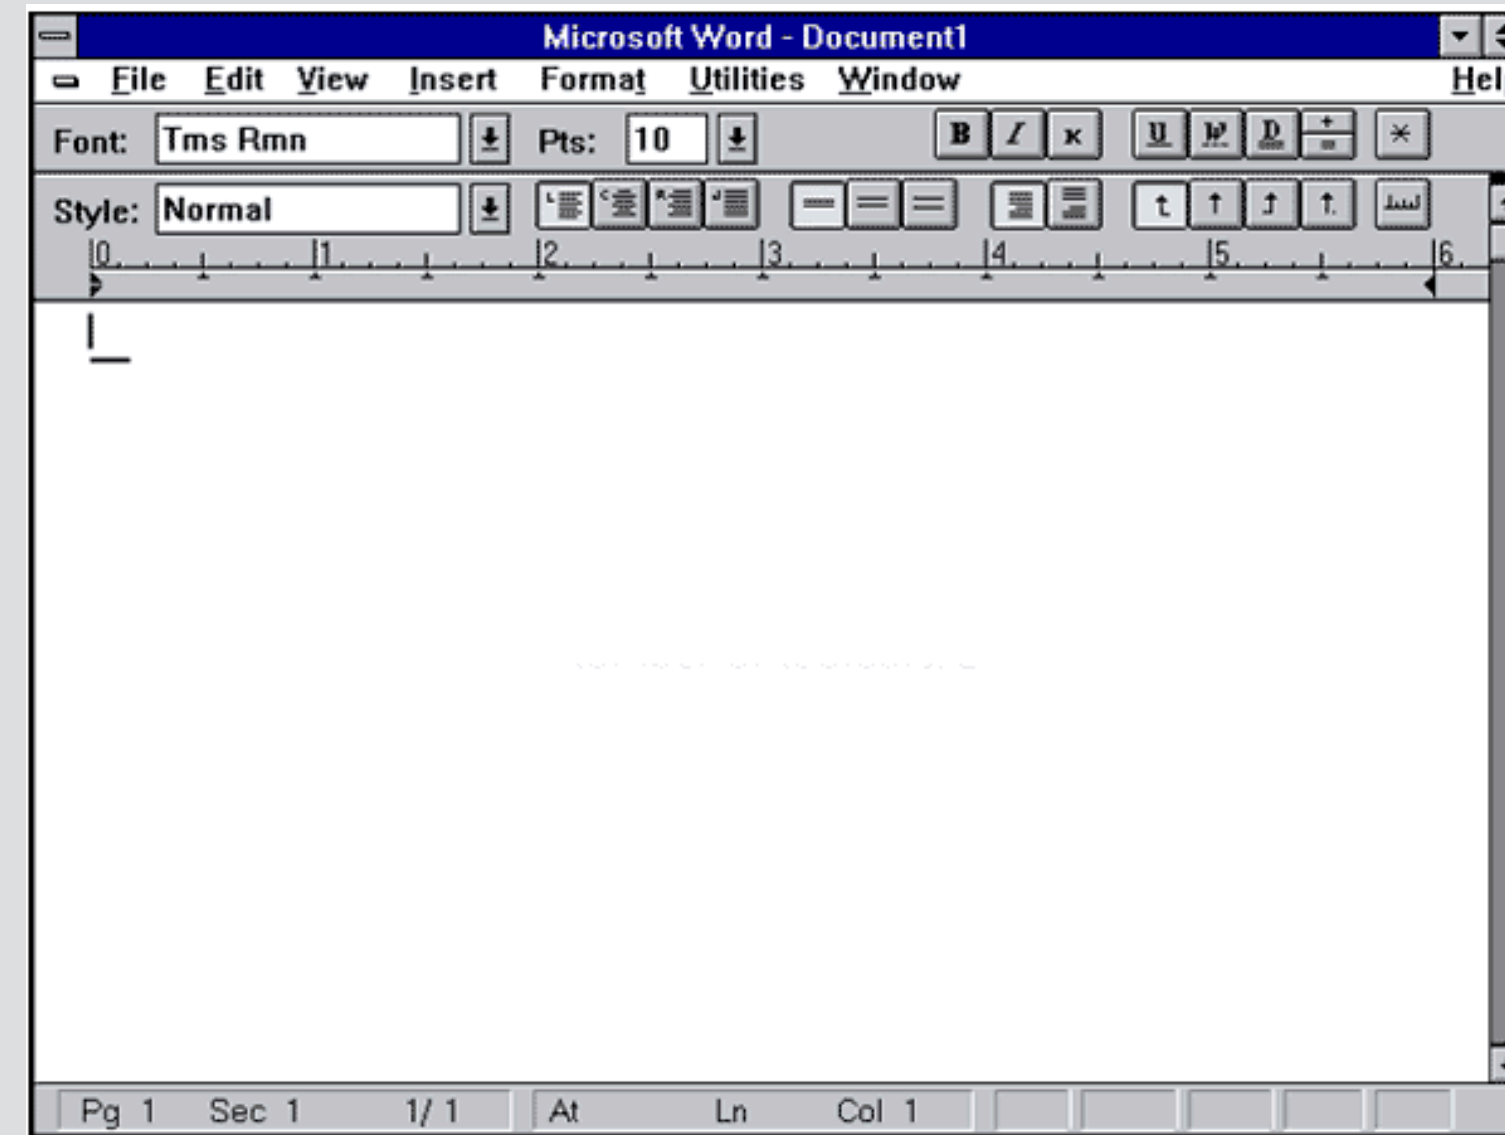 Microsoft Word - Document1
File Edit View Insert Format Utilities Window Help
Font: Tms Rmn Pts: 10 B I K U W D + =
Style: Normal L C R J
0 1 2 3 4 5 6
Pg 1 Sec 1 1/1 At Ln Col 1